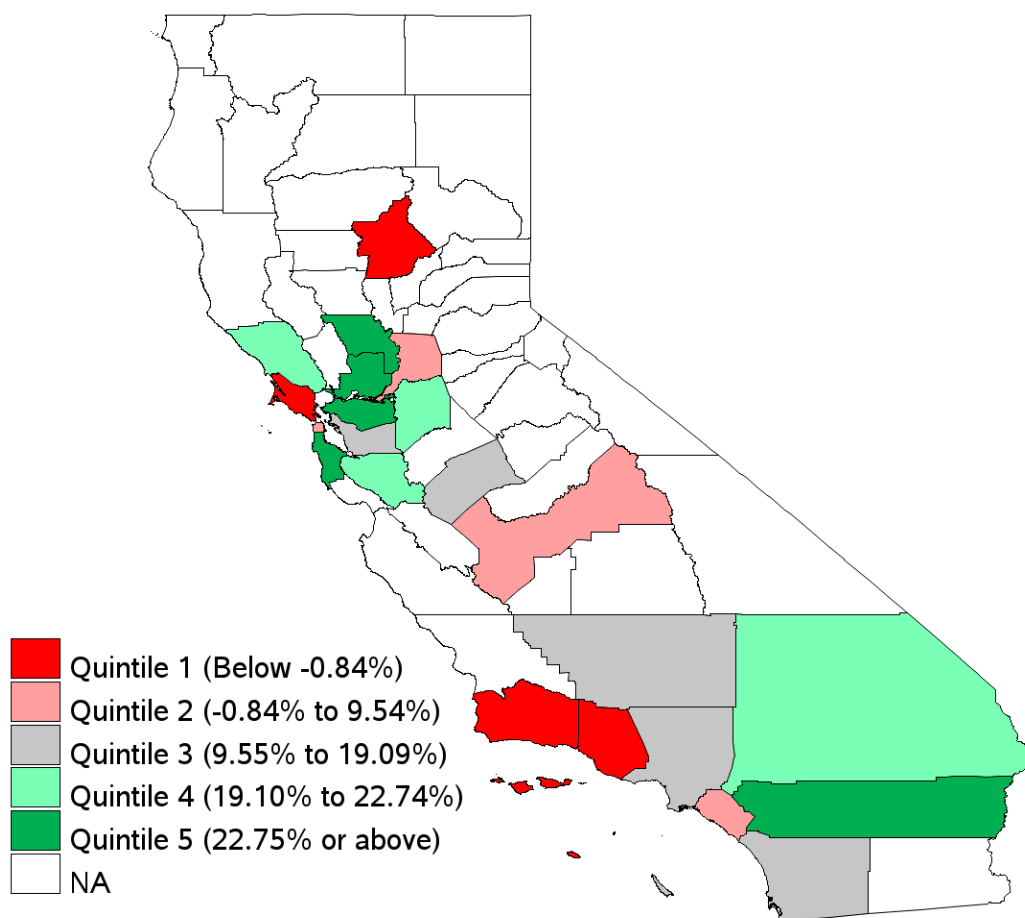 Quintile 1 (Below -0.84%)
Quintile 2 (-0.84% to 9.54%)
Quintile 3 (9.55% to 19.09%)
Quintile 4 (19.10% to 22.74%)
Quintile 5 (22.75% or above)
NA